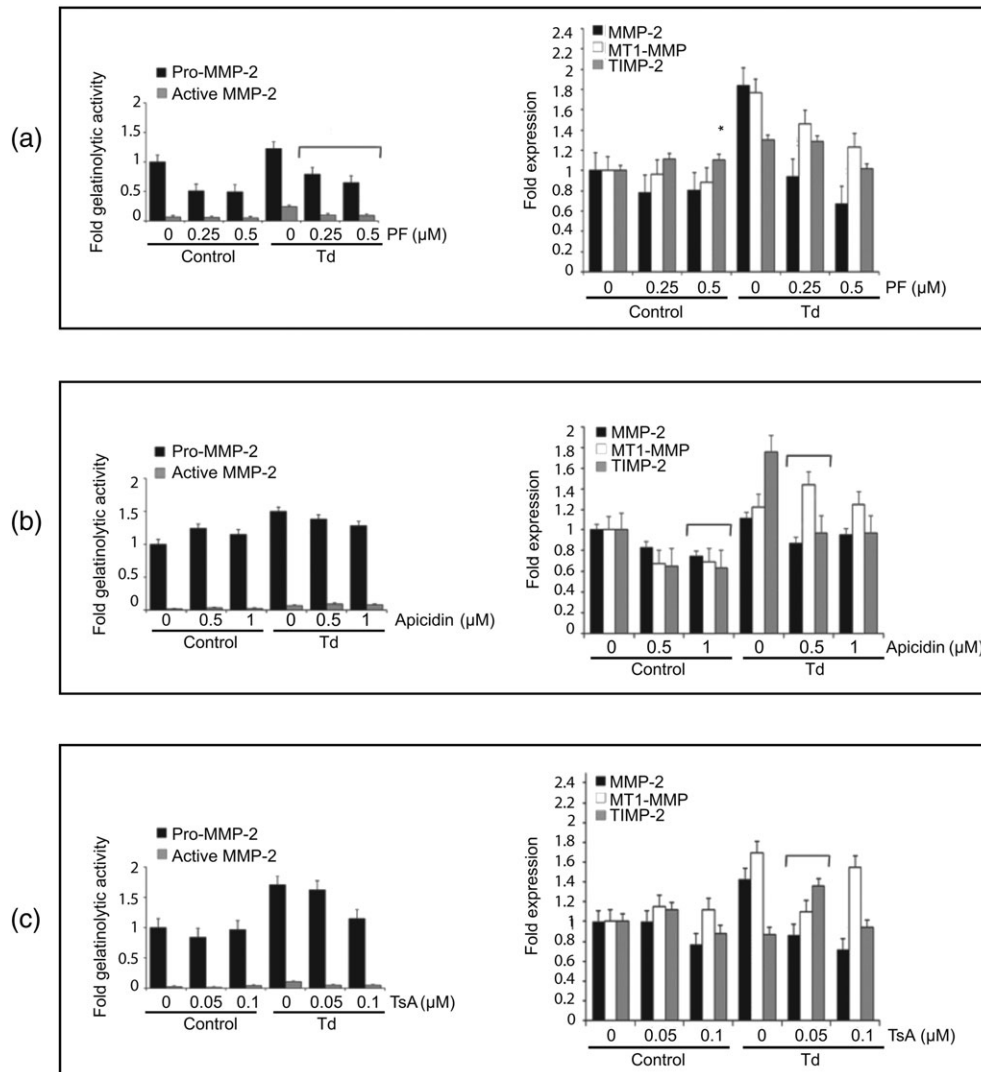 (a)
Fold gelatinolytic activity
Pro-MMP-2
Active MMP-2
2
1.5
1
0.5
0
0 0.25 0.5 0 0.25 0.5 PF (µM)
Control Td
Fold expression
MMP-2
MT1-MMP
TIMP-2
2.4
2.2
2
1.8
1.6
1.4
1.2
1
0.8
0.6
0.4
0.2
0
*
0 0.25 0.5 0 0.25 0.5 PF (µM)
Control Td
(b)
Fold gelatinolytic activity
Pro-MMP-2
Active MMP-2
2
1.5
1
0.5
0
0 0.5 1 0 0.5 1 Apicidin (µM)
Control Td
Fold expression
MMP-2
MT1-MMP
TIMP-2
2
1.8
1.6
1.4
1.2
1
0.8
0.6
0.4
0.2
0
0 0.5 1 0 0.5 1 Apicidin (µM)
Control Td
(c)
Fold gelatinolytic activity
Pro-MMP-2
Active MMP-2
2
1.5
1
0.5
0
0 0.05 0.1 0 0.05 0.1 TsA (µM)
Control Td
Fold expression
MMP-2
MT1-MMP
TIMP-2
2.4
2.2
2
1.8
1.6
1.4
1.2
1
0.8
0.6
0.4
0.2
0
0 0.05 0.1 0 0.05 0.1 TsA (µM)
Control Td